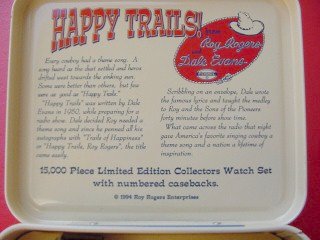 HAPPY TRAILS!
from
Roy Rogers
and
Dale Evans
Every cowboy had a theme song. A
song heard as the dust settled and horse
drifted west towards the sinking sun.
Some were better than others, but few
were as good as "Happy Trails."
"Happy Trails" was written by Dale
Evans in 1950, while preparing for a
radio show. Dale decided Roy needed a
theme song and since he penned all his
autographs with "Trails of Happiness"
or "Happy Trails, Roy Rogers", the title
came easily.
Scribbling on an envelope, Dale wrote
the famous lyrics and taught the medley
to Roy and the Sons of the Pioneers
forty minutes before show time.
What came across the radio that night
gave America's favorite singing cowboy a
theme song and a nation a lifetime of
inspiration.
15,000 Piece Limited Edition Collectors Watch Set
with numbered casebacks.
© 1994 Roy Rogers Enterprises